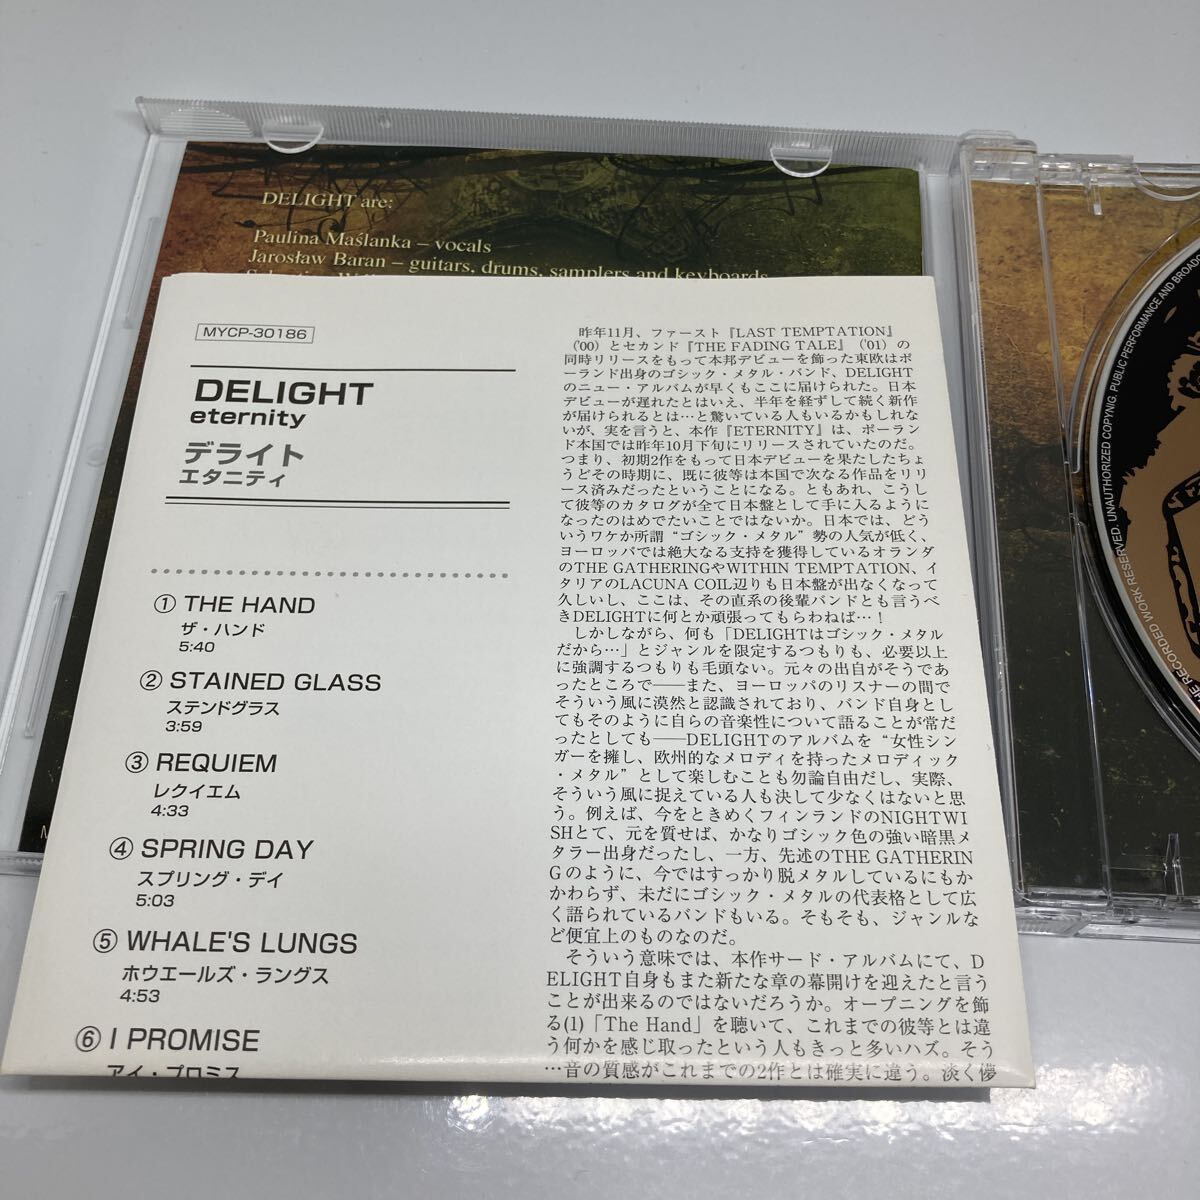 DELIGHT are:
Paulina Maślanka – vocals
Jarosław Baran – guitars, drums, samplers and keyboards
MYCP-30186
DELIGHT
eternity
デライト
エタニティ
① THE HAND
ザ・ハンド
5:40
② STAINED GLASS
ステンドグラス
3:59
③ REQUIEM
レクイエム
4:33
④ SPRING DAY
スプリング・デイ
5:03
⑤ WHALE'S LUNGS
ホウエールズ・ラングス
4:53
⑥ I PROMISE
アイ・プロミス
昨年11月、ファースト『LAST TEMPTATION』
('00) とセカンド『THE FADING TALE』 ('01) の
同時リリースをもって本邦デビューを飾った東欧はポ
ーランド出身のゴシック・メタル・バンド、DELIGHT
のニュー・アルバムが早くもここに届けられた。日本
デビューが遅れたとはいえ、半年を経ずして続く新作
が届けられるとは…と驚いている人もいるかもしれな
いが、実を言うと、本作『ETERNITY』は、ポーラン
ド本国では昨年10月下旬にリリースされていたのだ。
つまり、初期2作をもって日本デビューを果たしたちょ
うどその時期に、既に彼等は本国で次なる作品をリリ
ース済みだったということになる。ともあれ、こうし
て彼等のカタログが全て日本盤として手に入るように
なったのはめでたいことではないか。日本では、どう
いうワケか所謂“ゴシック・メタル”勢の人気が低く、
ヨーロッパでは絶大なる支持を獲得しているオランダ
のTHE GATHERINGやWITHIN TEMPTATION、イ
タリアのLACUNA COIL辺りも日本盤が出なくなって
久しいし、ここは、その直系の後輩バンドとも言うべ
きDELIGHTに何とか頑張ってもらわねば…！
しかしながら、何も「DELIGHTはゴシック・メタル
だから…」とジャンルを限定するつもりも、必要以上
に強調するつもりも毛頭ない。元々の出自がそうであ
ったところで――また、ヨーロッパのリスナーの間で
そういう風に漠然と認識されており、バンド自身とし
てもそのように自らの音楽性について語ることが常だ
ったとしても――DELIGHTのアルバムを“女性シン
ガーを擁し、欧州的なメロディを持ったメロディック
・メタル”として楽しむことも勿論自由だし、実際、
そういう風に捉えている人も決して少なくはないと思
う。例えば、今をときめくフィンランドのNIGHTWI
SHとて、元を質せば、かなりゴシック色の強い暗黒メ
タラー出身だったし、一方、先述のTHE GATHERIN
Gのように、今ではすっかり脱メタルしているにもか
かわらず、未だにゴシック・メタルの代表格として広
く語られているバンドもいる。そもそも、ジャンルな
ど便宜上のものなのだ。
そういう意味では、本作サード・アルバムにて、D
ELIGHT自身もまた新たな章の幕開けを迎えたと言う
ことが出来るのではないだろうか。オープニングを飾
る(1)「The Hand」を聴いて、これまでの彼等とは違
う何かを感じ取ったという人もきっと多いハズ。そう
…音の質感がこれまでの2作とは確実に違う。淡く儚
RECORDED WORK RESERVED. UNAUTHORIZED COPYNIG. PUBLIC PERFORMANCE AND